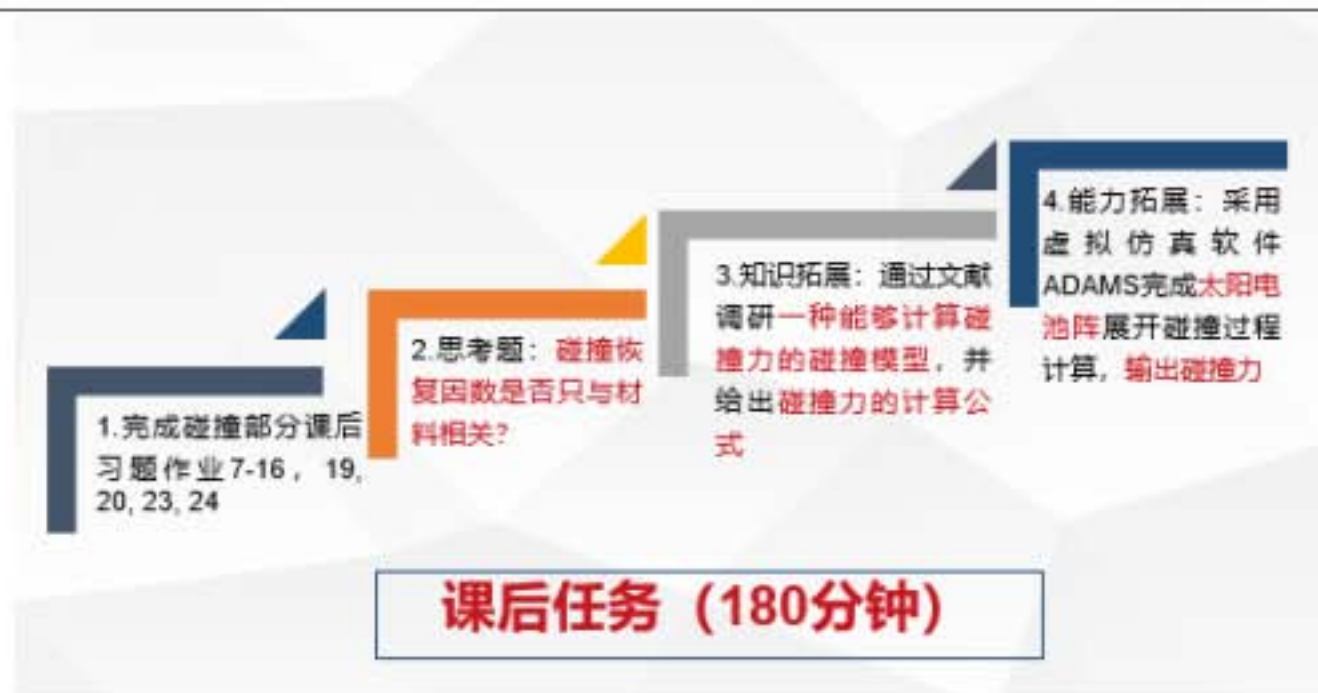 1.完成碰撞部分课后
习题作业7-16，19,
20, 23, 24
2.思考题：碰撞恢
复因数是否只与材
料相关？
3.知识拓展：通过文献
调研一种能够计算碰
撞力的碰撞模型，并
给出碰撞力的计算公
式
4.能力拓展：采用
虚拟仿真软件
ADAMS完成太阳电
池阵展开碰撞过程
计算，输出碰撞力
课后任务（180分钟）